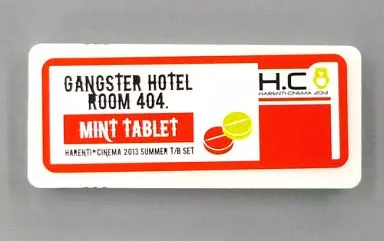 GANGSTER HOTEL
ROOM 404.
MINT TABLET
HARENTI×CINEMA 2013 SUMMER T/B SET
H.C
HARENTI×CINEMA 2013